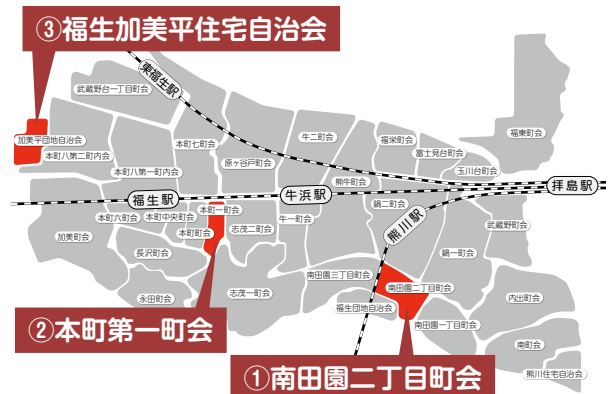 ③福生加美平住宅自治会
東福生駅
武蔵野台一丁目町会
加美平団地自治会
本町八第二町内会
本町七町会
原ヶ谷戸町会
牛二町会
福栄町会
富士見台町会
福東町会
玉川台町会
本町八第一町内会
熊牛町会
福生駅
牛浜駅
拝島駅
本町六町会
本町中央町会
本町一町会
鍋二町会
熊川駅
牛一町会
志茂二町会
武蔵野町会
加美町会
本町町会
長沢町会
鍋一町会
南田園三丁目町会
南田園二丁目町会
永田町会
志茂一町会
福生団地自治会
内出町会
南田園一丁目町会
②本町第一町会
南町会
①南田園二丁目町会
熊川住宅自治会